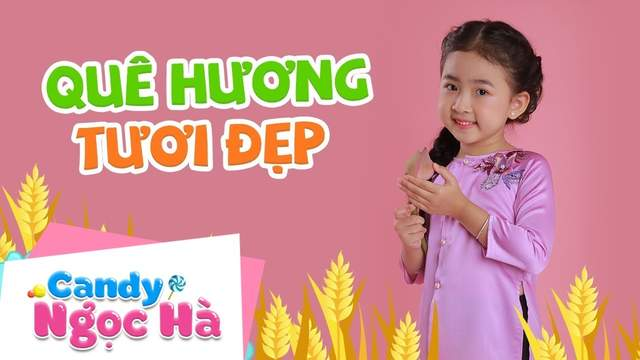 QUÊ HƯƠNG
TƯƠI ĐẸP
Candy
Ngọc Hà